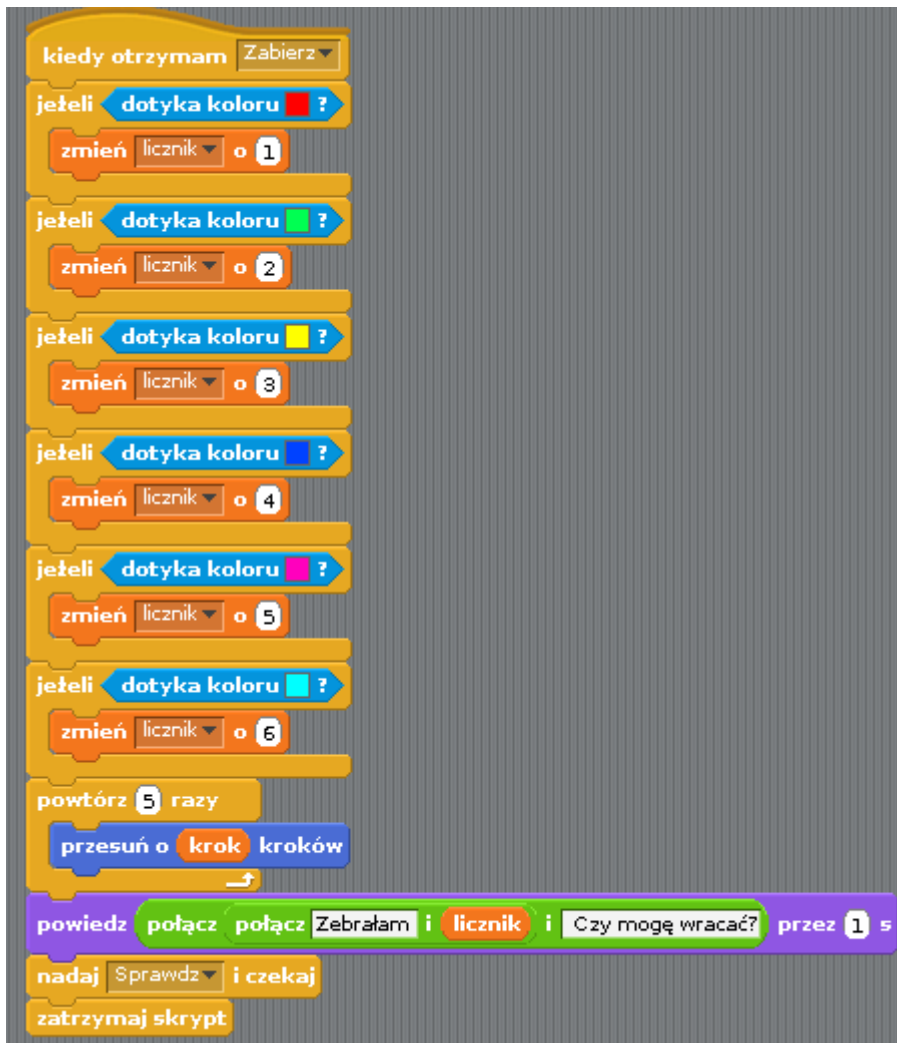 kiedy otrzymam Zabierz
jeżeli dotyka koloru ?
zmień licznik o 1
jeżeli dotyka koloru ?
zmień licznik o 2
jeżeli dotyka koloru ?
zmień licznik o 3
jeżeli dotyka koloru ?
zmień licznik o 4
jeżeli dotyka koloru ?
zmień licznik o 5
jeżeli dotyka koloru ?
zmień licznik o 6
powtórz 5 razy
przesuń o krok kroków
powiedz połącz połącz Zebrałam i licznik i Czy mogę wracać? przez 1 s
nadaj Sprawdz i czekaj
zatrzymaj skrypt